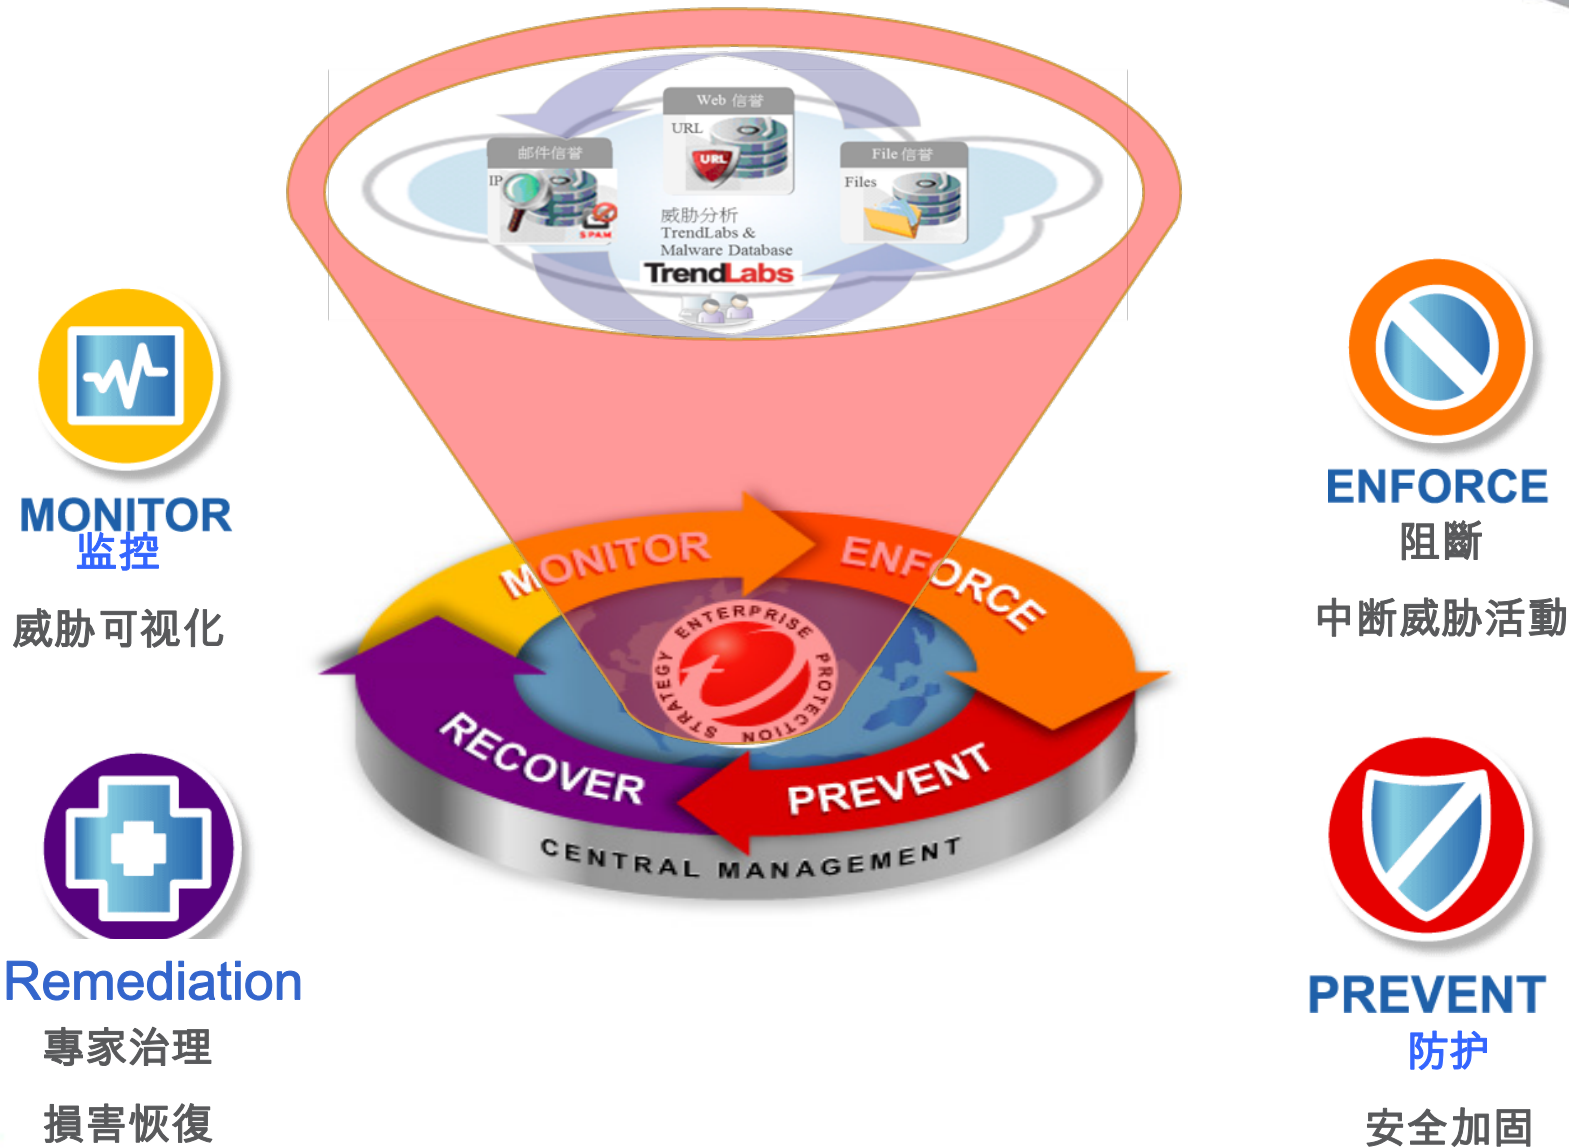 Web 信誉
URL
URL
邮件信誉
IP
SPAM
File 信誉
Files
威胁分析
TrendLabs &
Malware Database
TrendLabs
MONITOR
监控
威胁可视化
ENFORCE
阻斷
中断威胁活動
MONITOR
ENFORCE
PREVENT
RECOVER
ENTERPRISE PROTECTION STRATEGY
CENTRAL MANAGEMENT
Remediation
專家治理
損害恢復
PREVENT
防护
安全加固